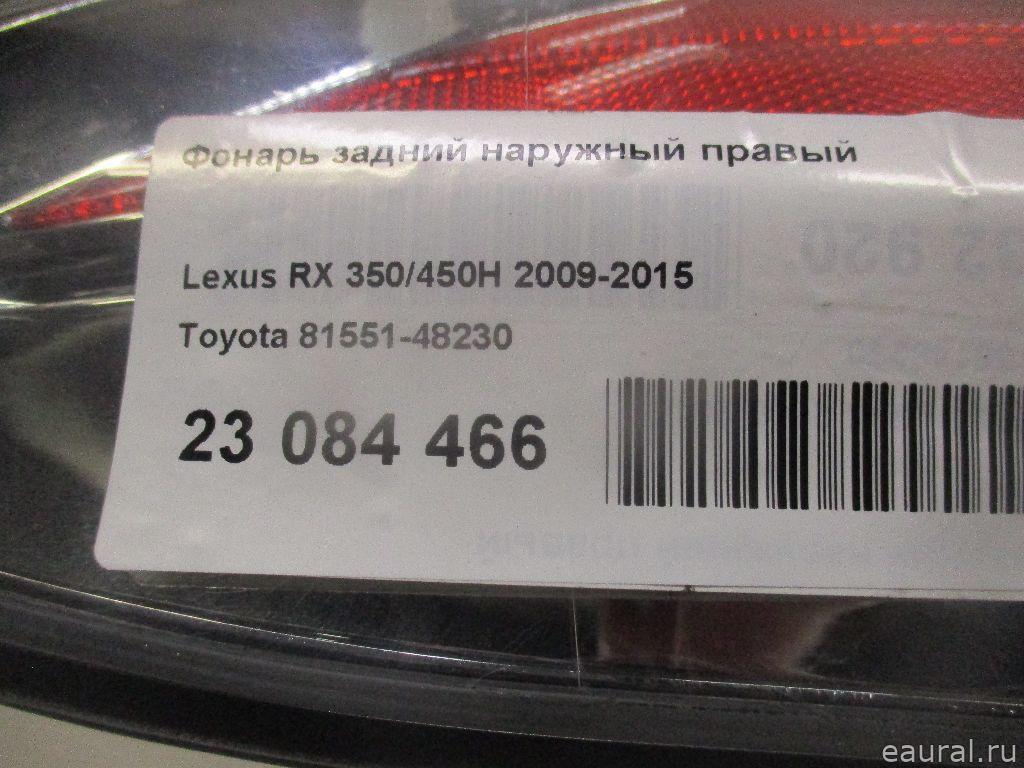 Фонарь задний наружный правый
Lexus RX 350/450H 2009-2015
Toyota 81551-48230
23 084 466
eaural.ru